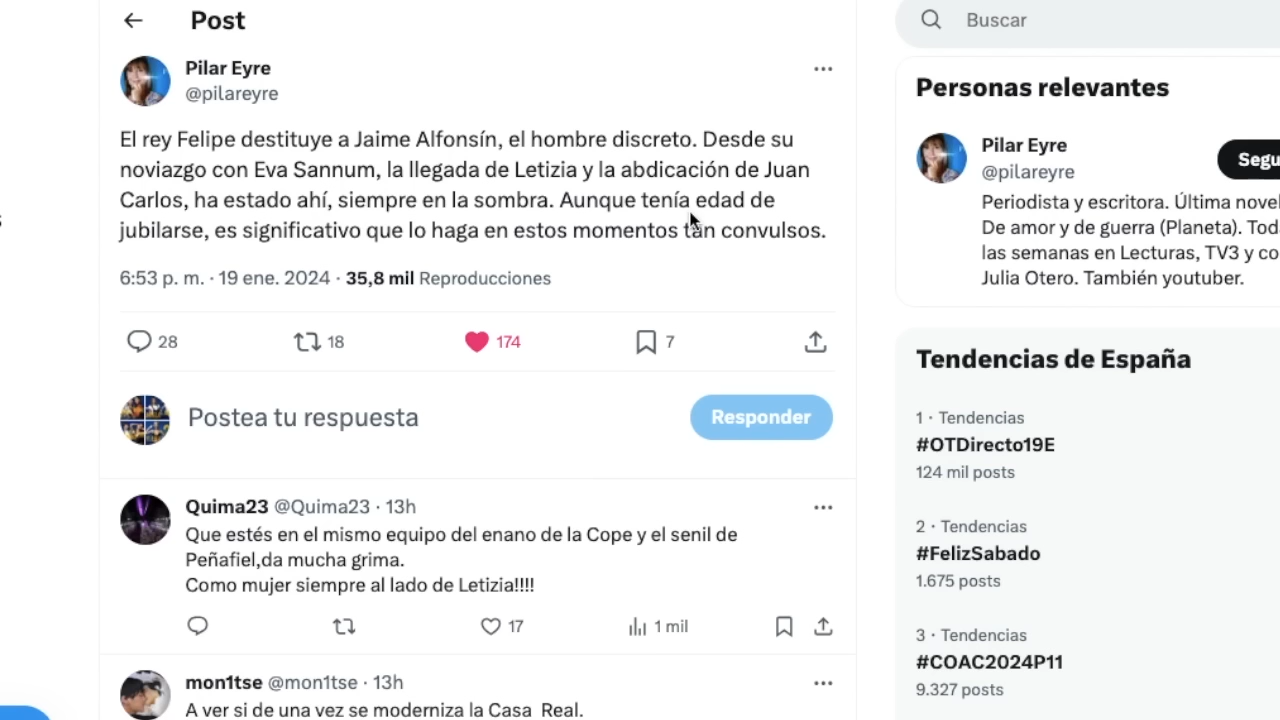 Post
Pilar Eyre
@pilareyre
El rey Felipe destituye a Jaime Alfonsín, el hombre discreto. Desde su
noviazgo con Eva Sannum, la llegada de Letizia y la abdicación de Juan
Carlos, ha estado ahí, siempre en la sombra. Aunque tenía edad de
jubilarse, es significativo que lo haga en estos momentos tan convulsos.
6:53 p. m. · 19 ene. 2024 · 35,8 mil Reproducciones
28 18 174 7
Postea tu respuesta
Responder
Quima23 @Quima23 · 13h
Que estés en el mismo equipo del enano de la Cope y el senil de
Peñafiel,da mucha grima.
Como mujer siempre al lado de Letizia!!!!
17 1 mil
mon1tse @mon1tse · 13h
A ver si de una vez se moderniza la Casa Real.
Buscar
Personas relevantes
Pilar Eyre
@pilareyre
Segu
Periodista y escritora. Última novel
De amor y de guerra (Planeta). Tod
las semanas en Lecturas, TV3 y co
Julia Otero. También youtuber.
Tendencias de España
1 · Tendencias
#OTDirecto19E
124 mil posts
2 · Tendencias
#FelizSabado
1.675 posts
3 · Tendencias
#COAC2024P11
9.327 posts